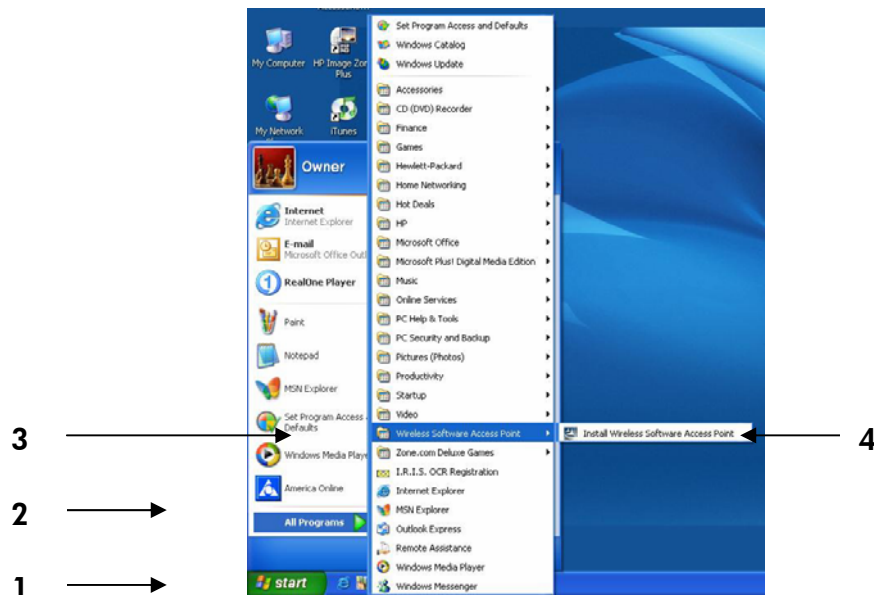 My Computer
HP Image Zon
Plus
My Network
iTunes
Owner
Internet
Internet Explorer
E-mail
Microsoft Office Outl
RealOne Player
Paint
Notepad
MSN Explorer
Set Program Access
Defaults
Windows Media Playe
America Online
All Programs
start
Set Program Access and Defaults
Windows Catalog
Windows Update
Accessories
CD (DVD) Recorder
Finance
Games
Hewlett-Packard
Home Networking
Hot Deals
HP
Microsoft Office
Microsoft Plus! Digital Media Edition
Music
Online Services
PC Help & Tools
PC Security and Backup
Pictures (Photos)
Productivity
Startup
Video
Wireless Software Access Point
Zone.com Deluxe Games
I.R.I.S. OCR Registration
Internet Explorer
MSN Explorer
Outlook Express
Remote Assistance
Windows Media Player
Windows Messenger
Install Wireless Software Access Point
3
4
2
1